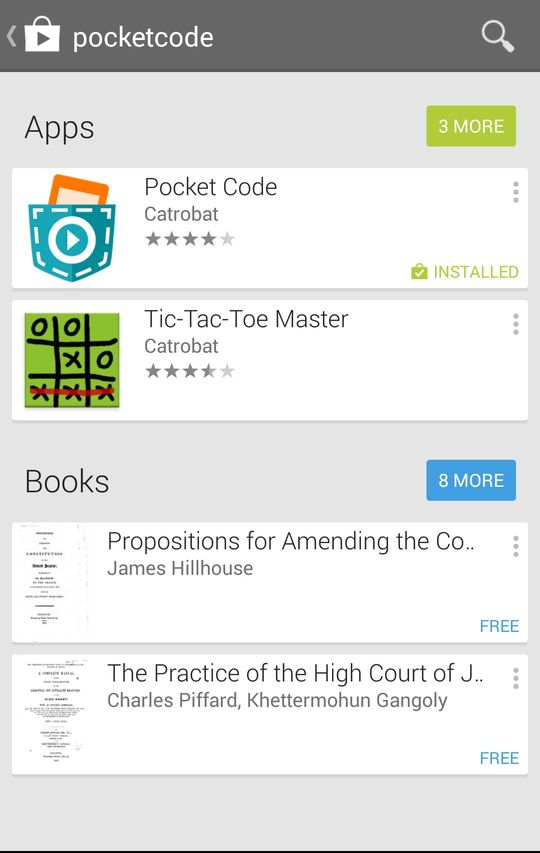 pocketcode
Apps
3 MORE
Pocket Code
Catrobat
INSTALLED
Tic-Tac-Toe Master
Catrobat
Books
8 MORE
Propositions for Amending the Co..
James Hillhouse
FREE
The Practice of the High Court of J..
Charles Piffard, Khettermohun Gangoly
FREE